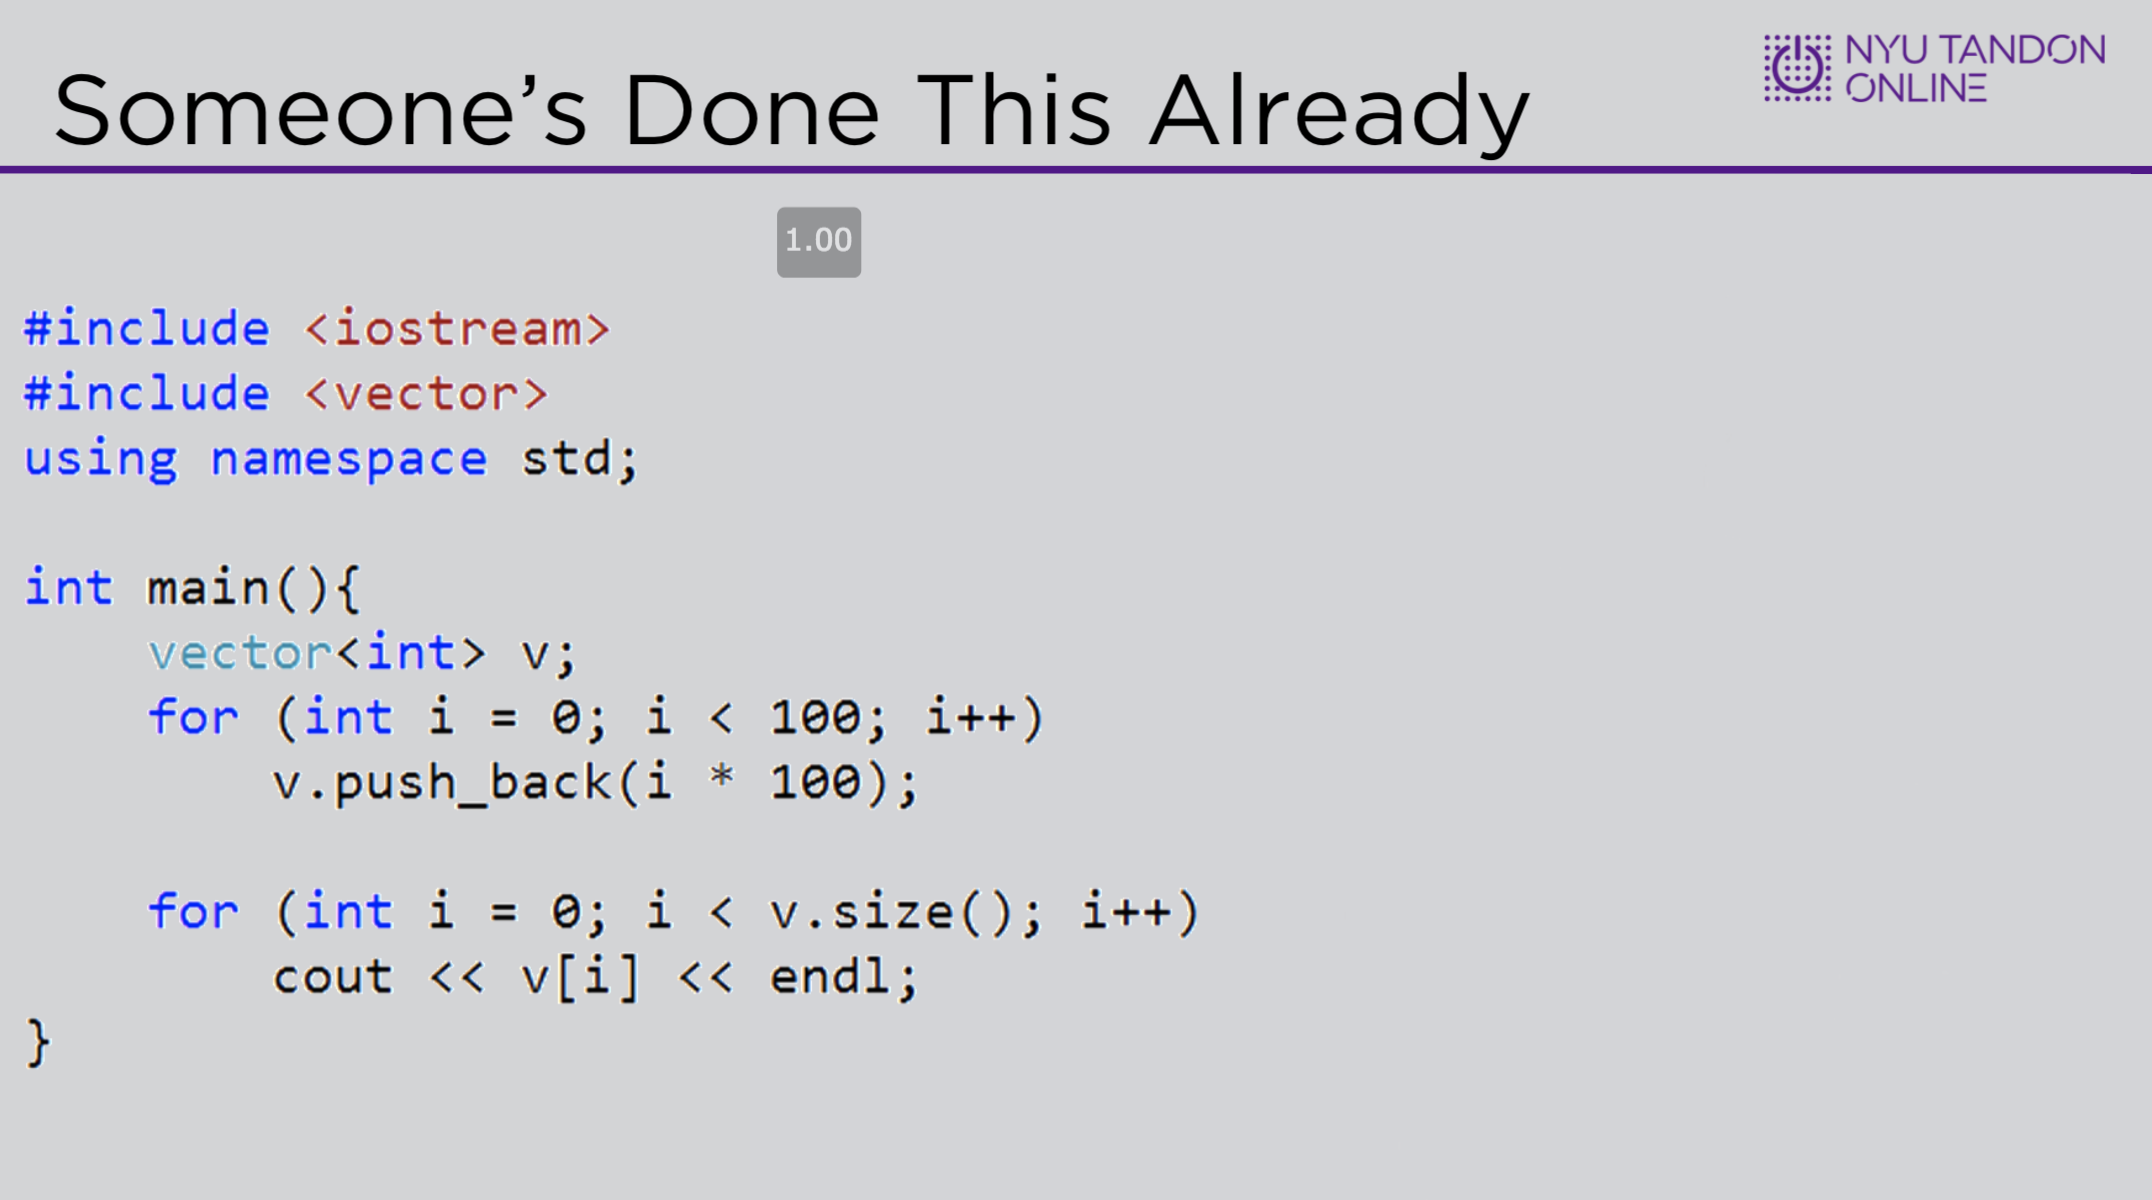 Someone’s Done This Already
NYU TANDON
ONLINE
1.00
#include <iostream>
#include <vector>
using namespace std;
int main(){
    vector<int> v;
    for (int i = 0; i < 100; i++)
        v.push_back(i * 100);
    for (int i = 0; i < v.size(); i++)
        cout << v[i] << endl;
}